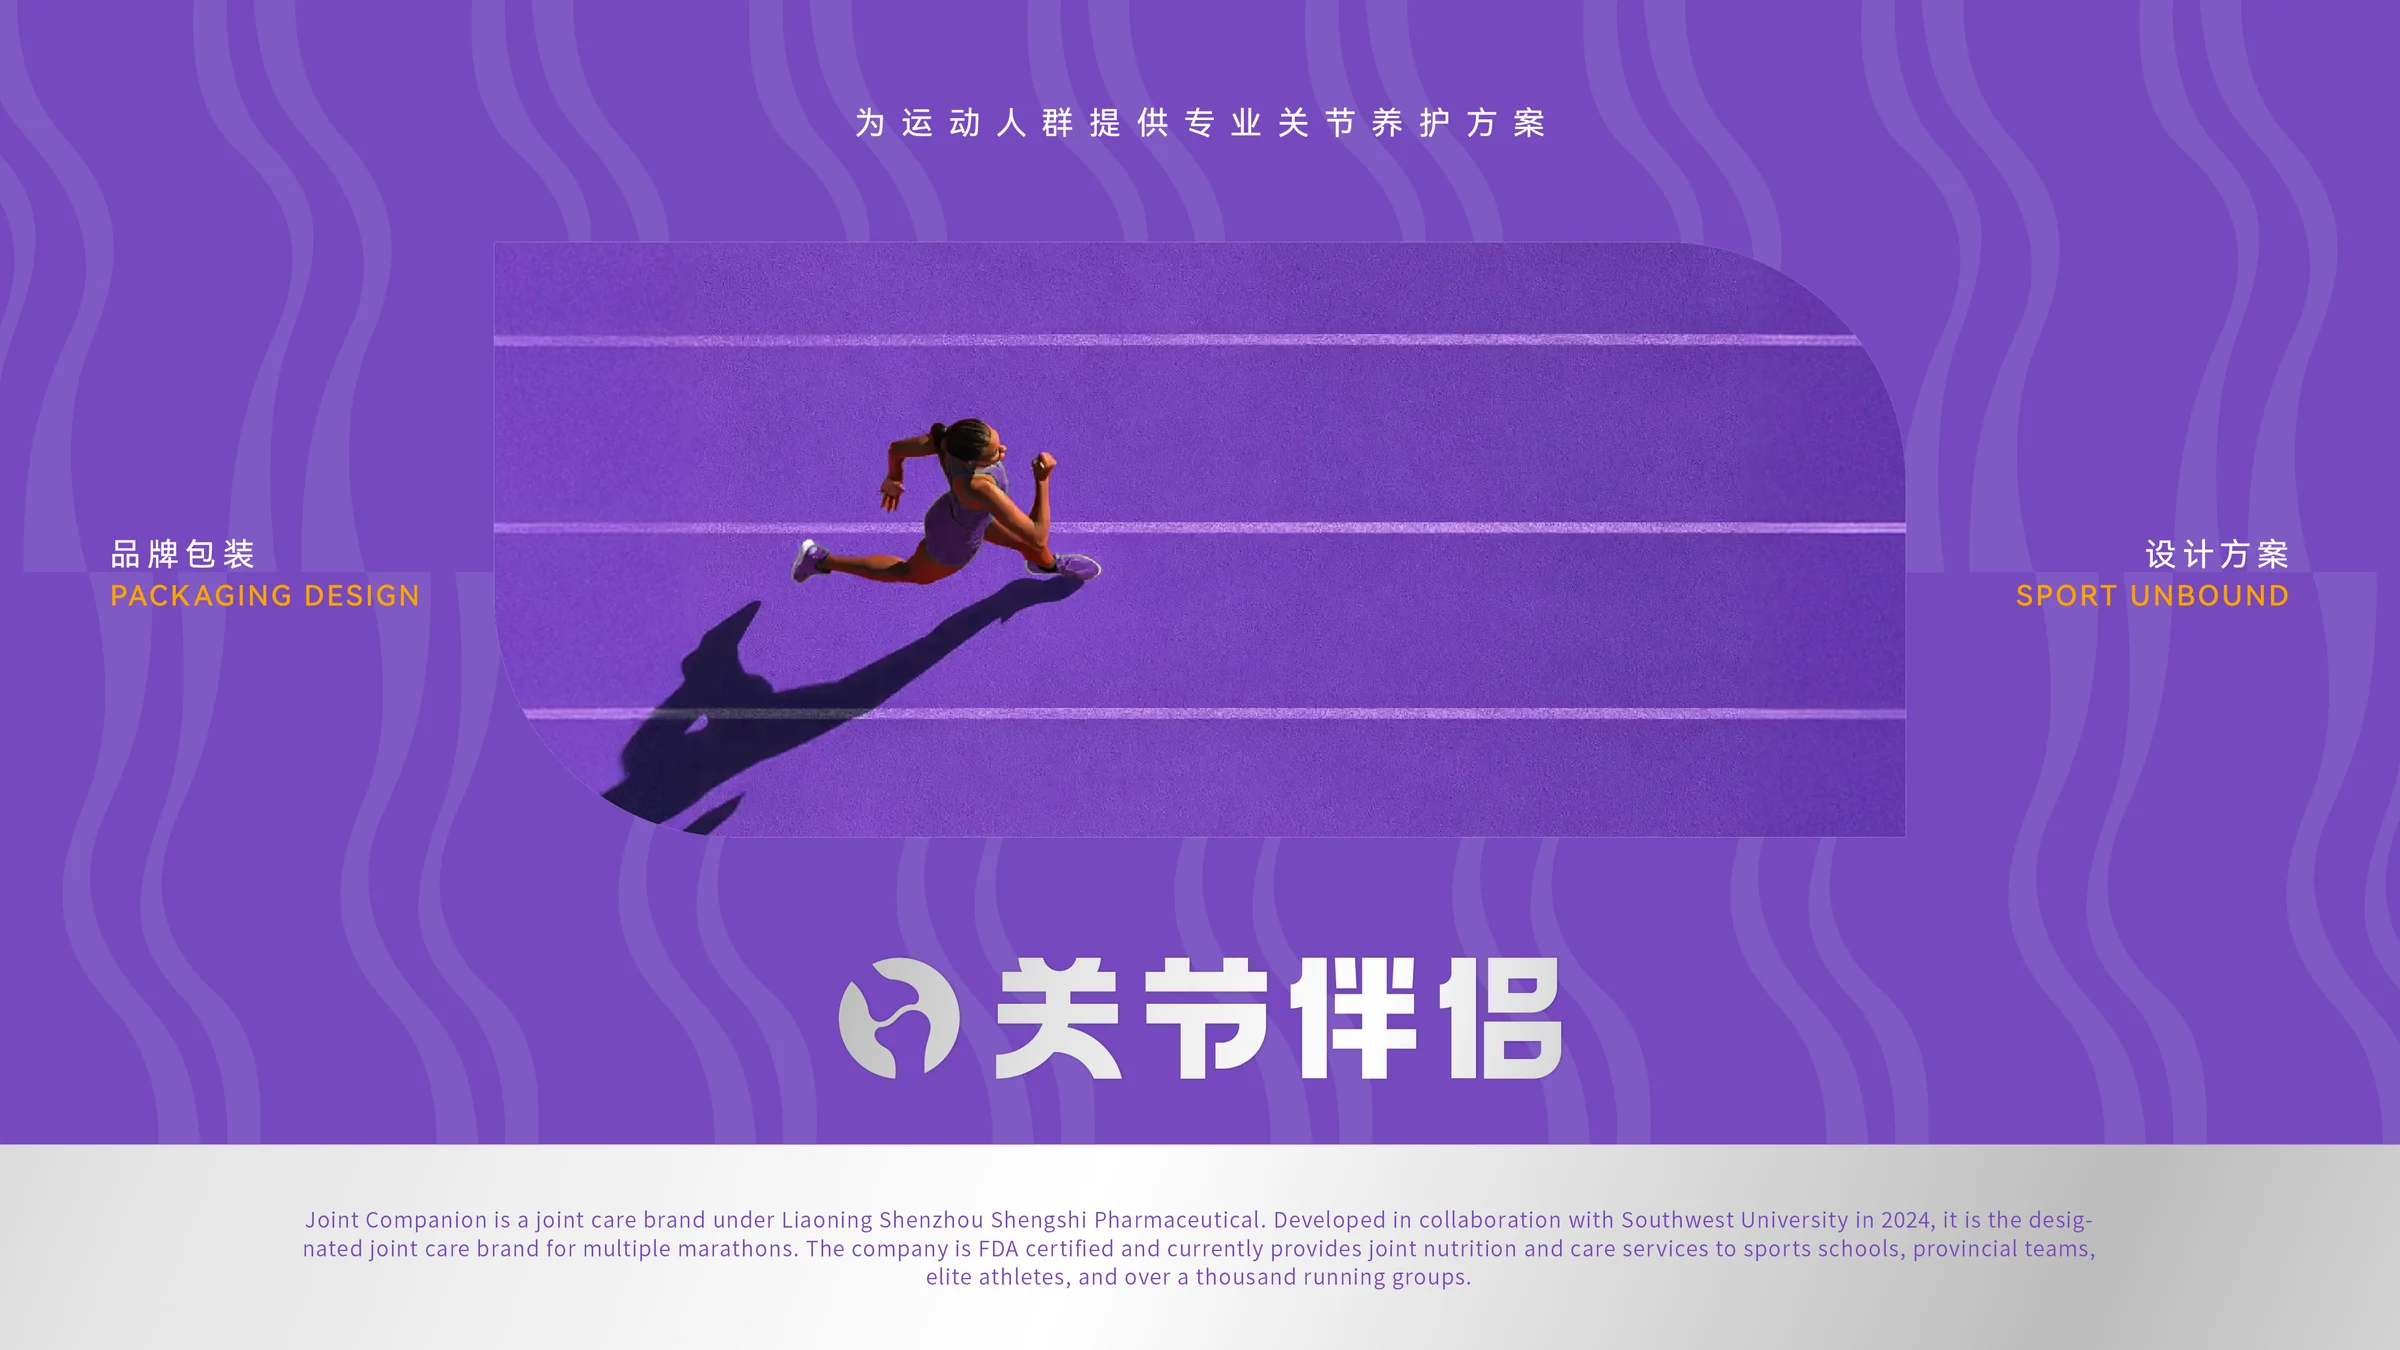 为运动人群提供专业关节养护方案
品牌包装
PACKAGING DESIGN
设计方案
SPORT UNBOUND
关节伴侣
Joint Companion is a joint care brand under Liaoning Shenzhou Shengshi Pharmaceutical. Developed in collaboration with Southwest University in 2024, it is the desig-
nated joint care brand for multiple marathons. The company is FDA certified and currently provides joint nutrition and care services to sports schools, provincial teams,
elite athletes, and over a thousand running groups.